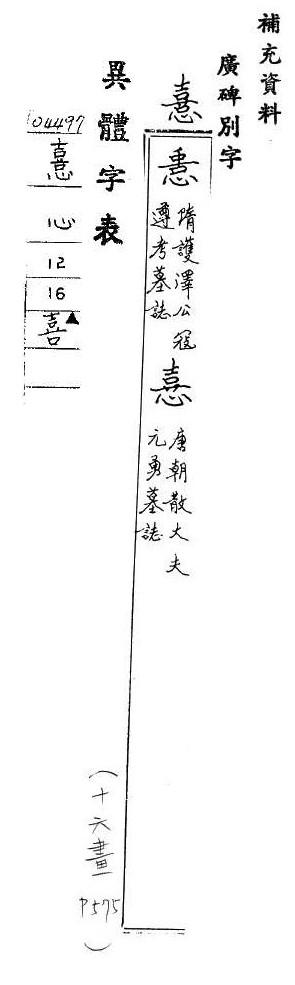 補充資料
廣碑別字
憙
憙 隋護澤公寇
遵考墓誌
憙 唐朝散大夫
元勇墓誌
(十六畫 P575)
異體字表
04497
憙
心
12
16
喜▲